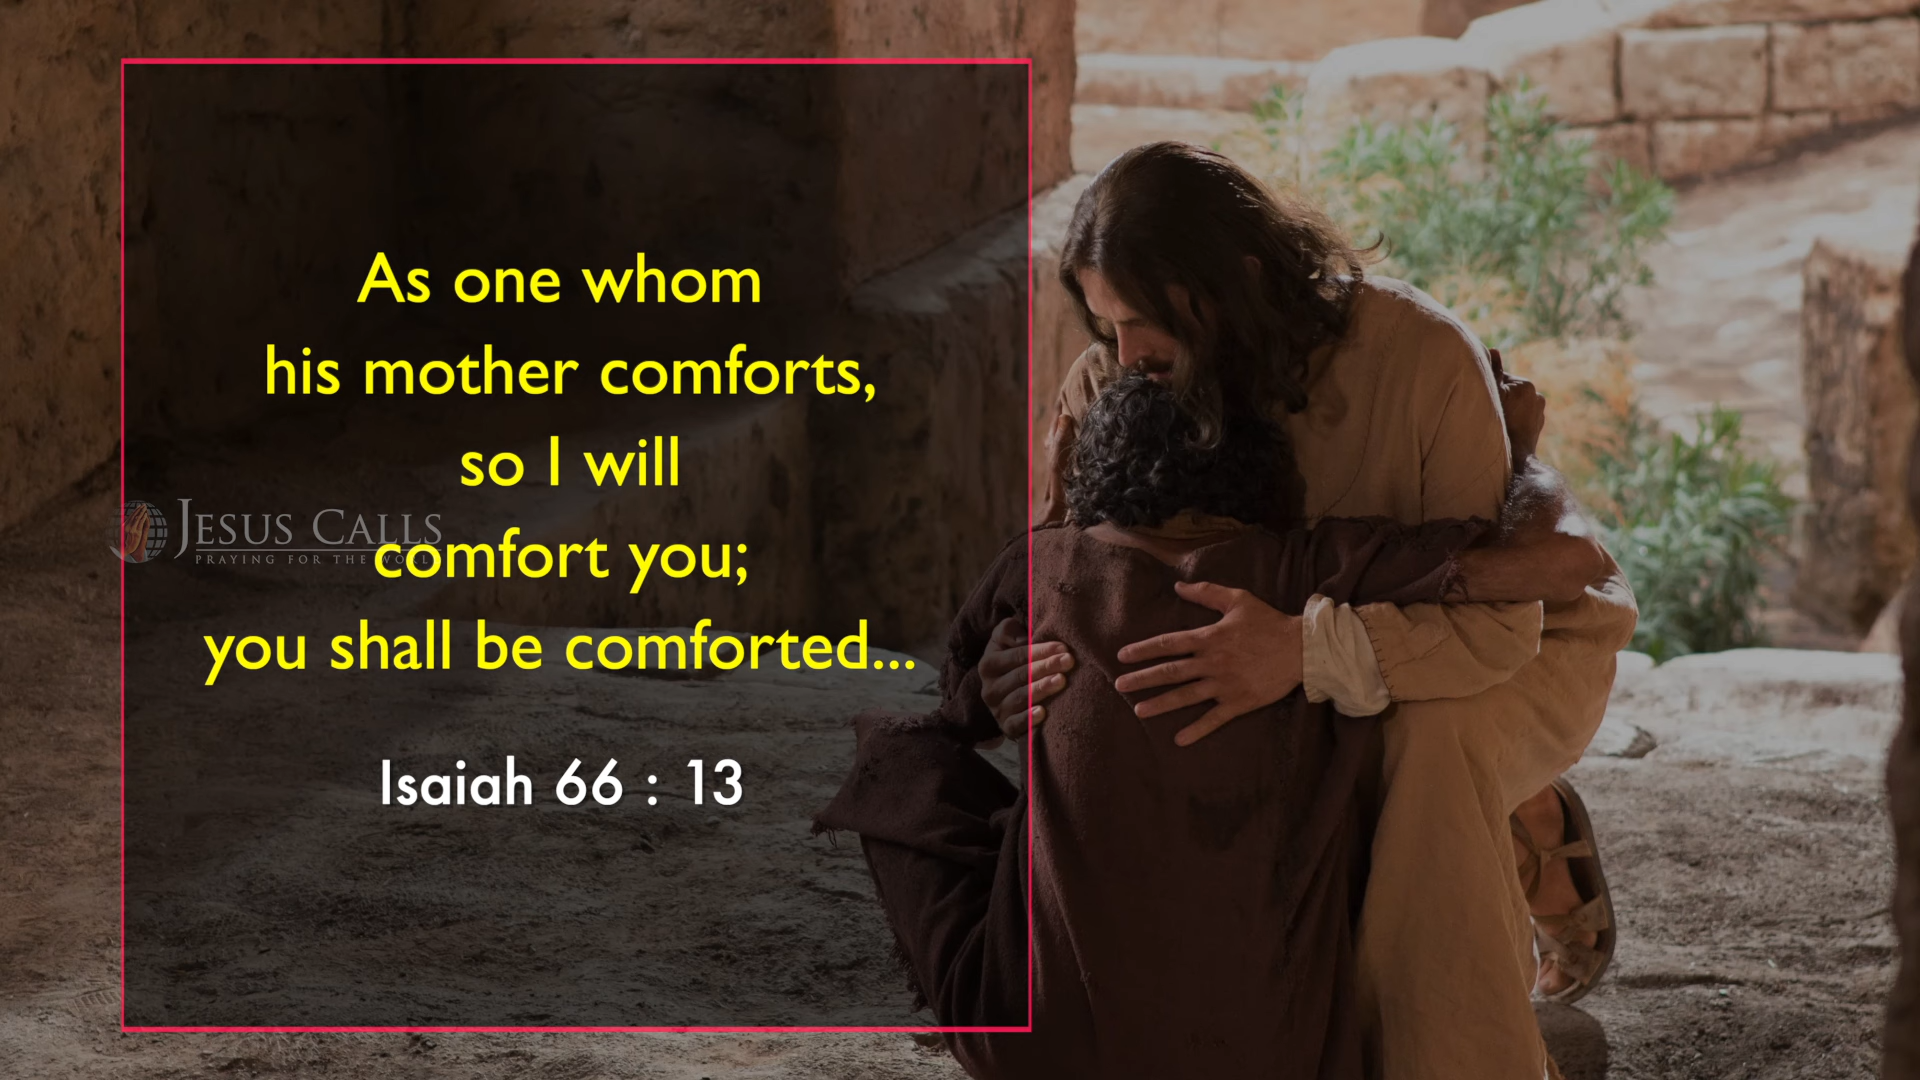 As one whom
his mother comforts,
so I will
JESUS CALLS
PRAYING FOR THE WORLD
comfort you;
you shall be comforted...
Isaiah 66 : 13